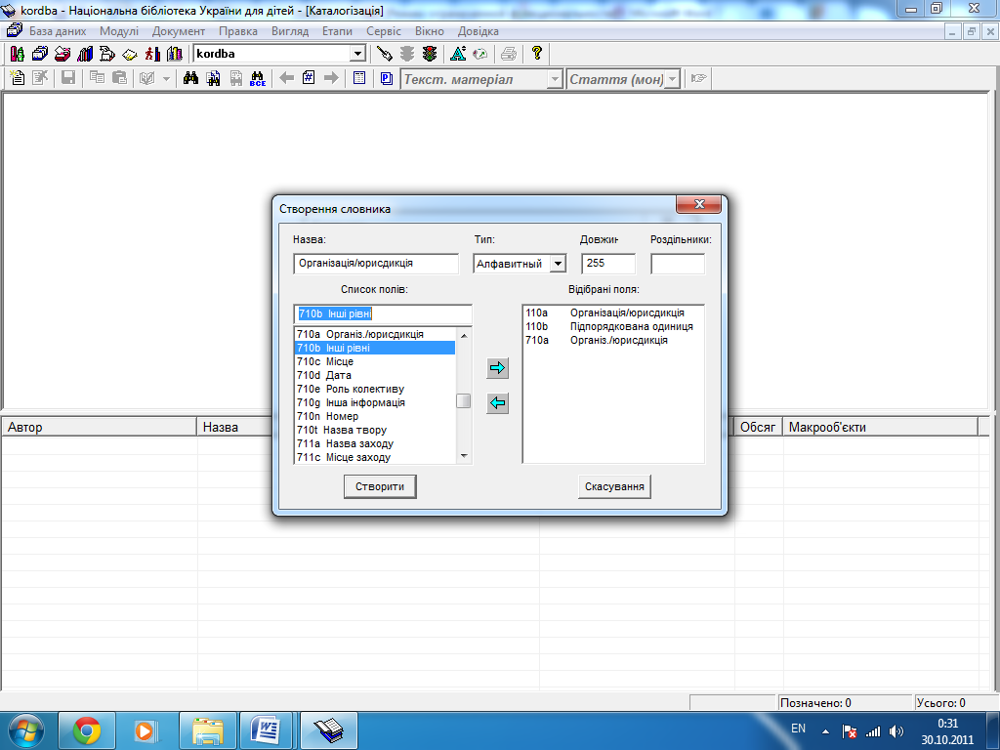 kordba - Національна бібліотека України для дітей - [Каталогізація]
База даних Модулі Документ Правка Вигляд Етапи Сервіс Вікно Довідка
kordba
ВСЕ
Текст. матеріал
Стаття (мон)
Створення словника
Назва: Тип: Довжин Роздільники:
Організація/юрисдикція Алфавитный 255
Список полів: Відібрані поля:
710b Інші рівні
710a Організ./юрисдикція
710b Інші рівні
710c Місце
710d Дата
710e Роль колективу
710g Інша інформація
710n Номер
710t Назва твору
711a Назва заходу
711c Місце заходу
110a Організація/юрисдикція
110b Підпорядкована одиниця
710a Організ./юрисдикція
Створити Скасування
Автор Назва Обсяг Макрооб'єкти
Позначено: 0 Усього: 0
EN 0:31
30.10.2011